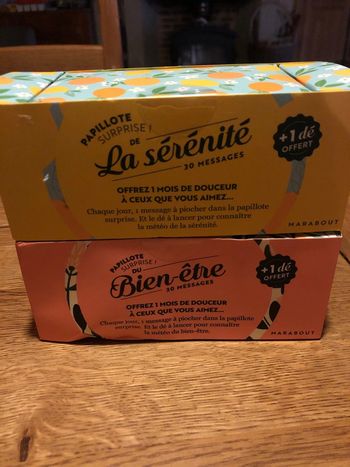 PAPILLOTE
SURPRISE !
DE
La sérénité
30 MESSAGES
+1 dé
OFFERT
OFFREZ 1 MOIS DE DOUCEUR
À CEUX QUE VOUS AIMEZ...
Chaque jour, 1 message à piocher dans la papillote
surprise. Et le dé à lancer pour connaître
la météo de la sérénité.
MARABOUT
PAPILLOTE
SURPRISE !
DU
Bien-être
30 MESSAGES
+1 dé
OFFERT
OFFREZ 1 MOIS DE DOUCEUR
À CEUX QUE VOUS AIMEZ...
Chaque jour, 1 message à piocher dans la papillote
surprise. Et le dé à lancer pour connaître
la météo de bien-être.
MARABOUT